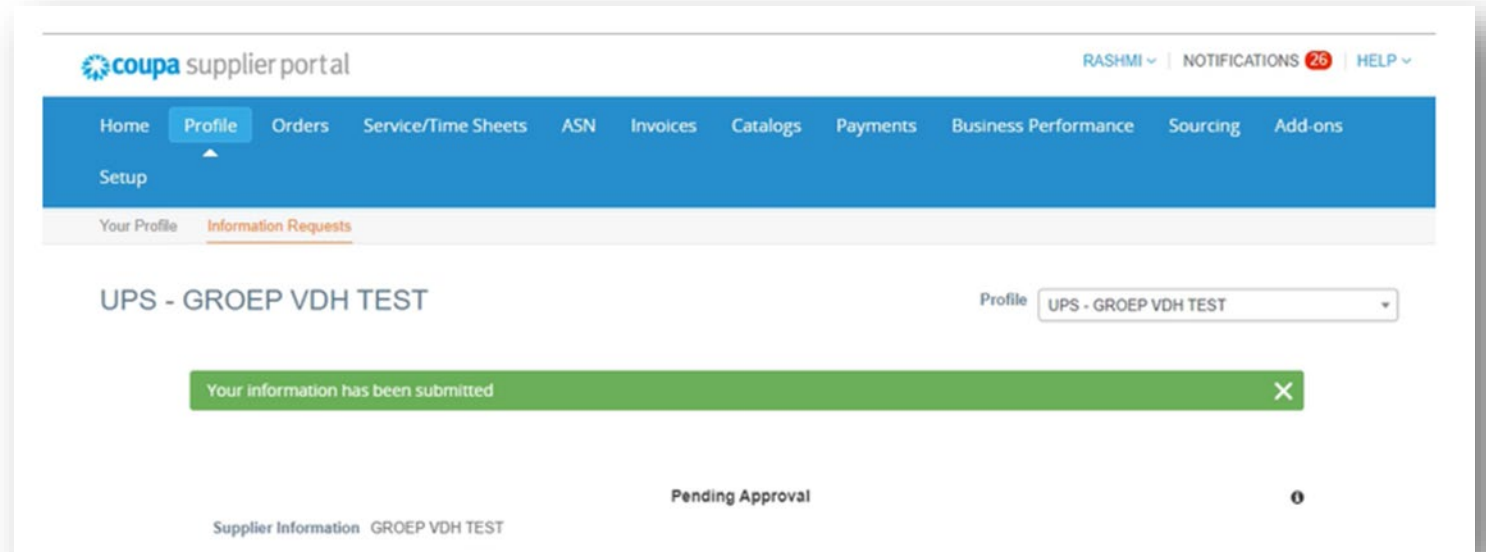 coupa supplier portal
RASHMI NOTIFICATIONS 26 HELP
Home Profile Orders Service/Time Sheets ASN Invoices Catalogs Payments Business Performance Sourcing Add-ons
Setup
Your Profile Information Requests
UPS - GROEP VDH TEST
Profile UPS - GROEP VDH TEST
Your information has been submitted
Pending Approval
Supplier Information GROEP VDH TEST